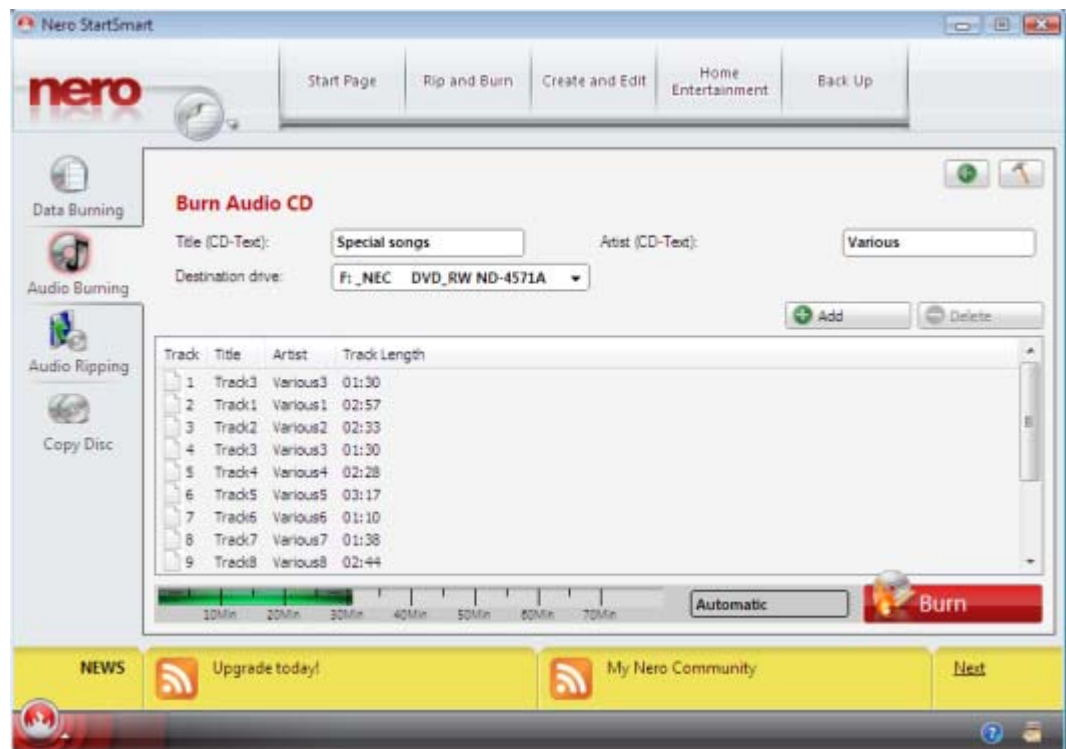 Nero StartSmart
nero
Start Page
Rip and Burn
Create and Edit
Home
Entertainment
Back Up
Data Burning
Audio Burning
Audio Ripping
Copy Disc
Burn Audio CD
Title (CD-Text): Special songs Artist (CD-Text): Various
Destination drive: F: _NEC DVD_RW ND-4571A
Add Delete
Track Title Artist Track Length
1 Track3 Various3 01:30
2 Track1 Various1 02:57
3 Track2 Various2 02:33
4 Track3 Various3 01:30
5 Track4 Various4 02:28
6 Track5 Various5 03:17
7 Track6 Various6 01:10
8 Track7 Various7 01:38
9 Track8 Various8 02:44
10Min 20Min 30Min 40Min 50Min 60Min 70Min
Automatic
Burn
NEWS
Upgrade today!
My Nero Community
Next